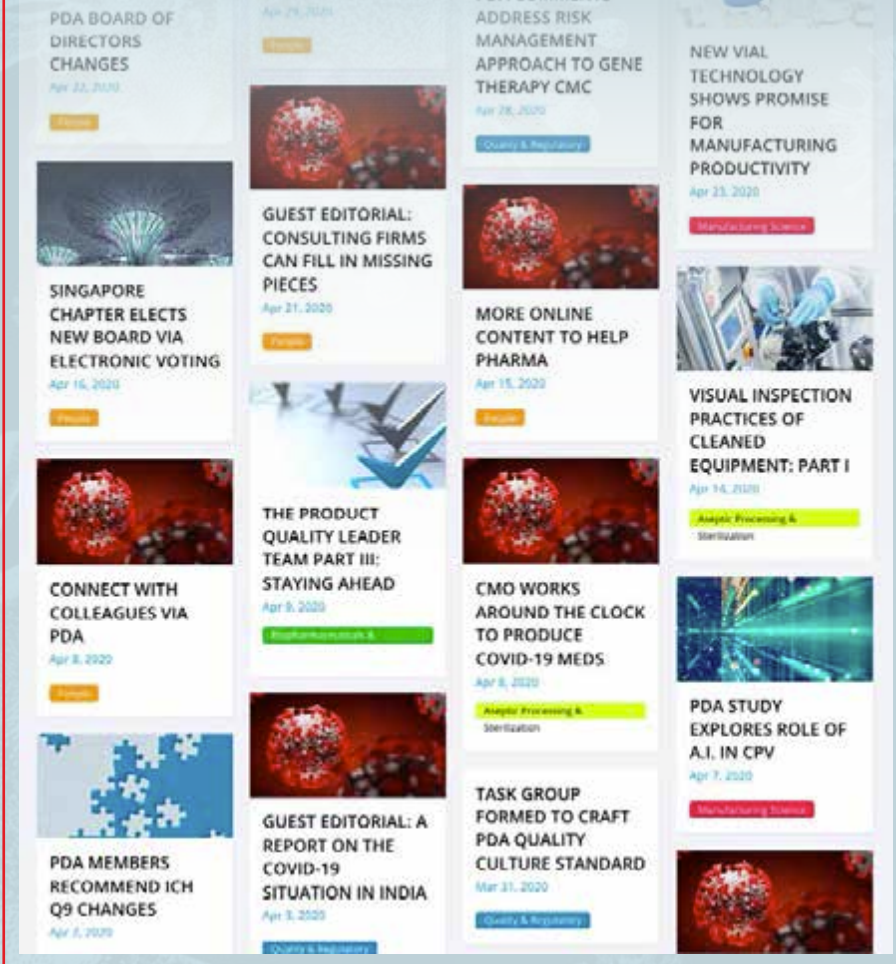 PDA BOARD OF
DIRECTORS
CHANGES
Apr 22, 2020
People
SINGAPORE
CHAPTER ELECTS
NEW BOARD VIA
ELECTRONIC VOTING
Apr 16, 2020
People
CONNECT WITH
COLLEAGUES VIA
PDA
Apr 8, 2020
People
PDA MEMBERS
RECOMMEND ICH
Q9 CHANGES
Apr 2020
Apr 29, 2020
People
GUEST EDITORIAL:
CONSULTING FIRMS
CAN FILL IN MISSING
PIECES
Apr 21, 2020
People
THE PRODUCT
QUALITY LEADER
TEAM PART III:
STAYING AHEAD
Apr 9, 2020
Biopharmaceuticals &
GUEST EDITORIAL: A
REPORT ON THE
COVID-19
SITUATION IN INDIA
Apr 2020
Quality & Regulatory
ADDRESS RISK
MANAGEMENT
APPROACH TO GENE
THERAPY CMC
Apr 28, 2020
Quality & Regulatory
MORE ONLINE
CONTENT TO HELP
PHARMA
Apr 15, 2020
People
CMO WORKS
AROUND THE CLOCK
TO PRODUCE
COVID-19 MEDS
Apr 2020
Aseptic Processing &
Sterilization
TASK GROUP
FORMED TO CRAFT
PDA QUALITY
CULTURE STANDARD
Mar 31, 2020
Quality & Regulatory
NEW VIAL
TECHNOLOGY
SHOWS PROMISE
FOR
MANUFACTURING
PRODUCTIVITY
Apr 23, 2020
Manufacturing Science
VISUAL INSPECTION
PRACTICES OF
CLEANED
EQUIPMENT: PART I
Apr 14, 2020
Aseptic Processing &
Sterilization
PDA STUDY
EXPLORES ROLE OF
A.I. IN CPV
Apr 7, 2020
Manufacturing Science